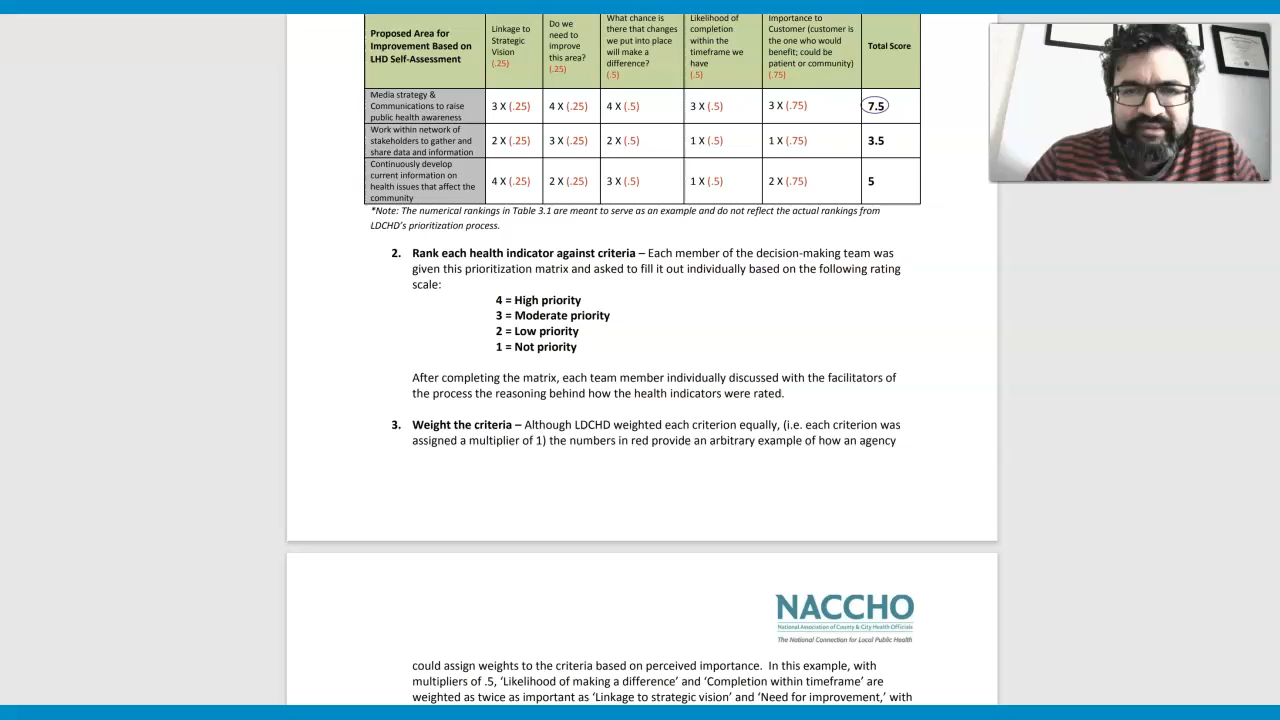 Proposed Area for
Improvement Based on
LHD Self-Assessment
Linkage to
Strategic
Vision
(.25)
Do we
need to
improve
this area?
(.25)
What chance is
there that changes
we put into place
will make a
difference?
(.5)
Likelihood of
completion
within the
timeframe we
have
(.5)
Importance to
Customer (customer is
the one who would
benefit; could be
patient or community)
(.75)
Total Score
Media strategy &
Communications to raise
public health awareness
3 X (.25)
4 X (.25)
4 X (.5)
3 X (.5)
3 X (.75)
7.5
Work within network of
stakeholders to gather and
share data and information
2 X (.25)
3 X (.25)
2 X (.5)
1 X (.5)
1 X (.75)
3.5
Continuously develop
current information on
health issues that affect the
community
4 X (.25)
2 X (.25)
3 X (.5)
1 X (.5)
2 X (.75)
5
*Note: The numerical rankings in Table 3.1 are meant to serve as an example and do not reflect the actual rankings from
LDCHD's prioritization process.
2. Rank each health indicator against criteria – Each member of the decision-making team was
given this prioritization matrix and asked to fill it out individually based on the following rating
scale:
4 = High priority
3 = Moderate priority
2 = Low priority
1 = Not priority
After completing the matrix, each team member individually discussed with the facilitators of
the process the reasoning behind how the health indicators were rated.
3. Weight the criteria – Although LDCHD weighted each criterion equally, (i.e. each criterion was
assigned a multiplier of 1) the numbers in red provide an arbitrary example of how an agency
NACCHO
National Association of County & City Health Officials
The National Connection for Local Public Health
could assign weights to the criteria based on perceived importance.  In this example, with
multipliers of .5, ‘Likelihood of making a difference’ and ‘Completion within timeframe’ are
weighted as twice as important as ‘Linkage to strategic vision’ and ‘Need for improvement,’ with